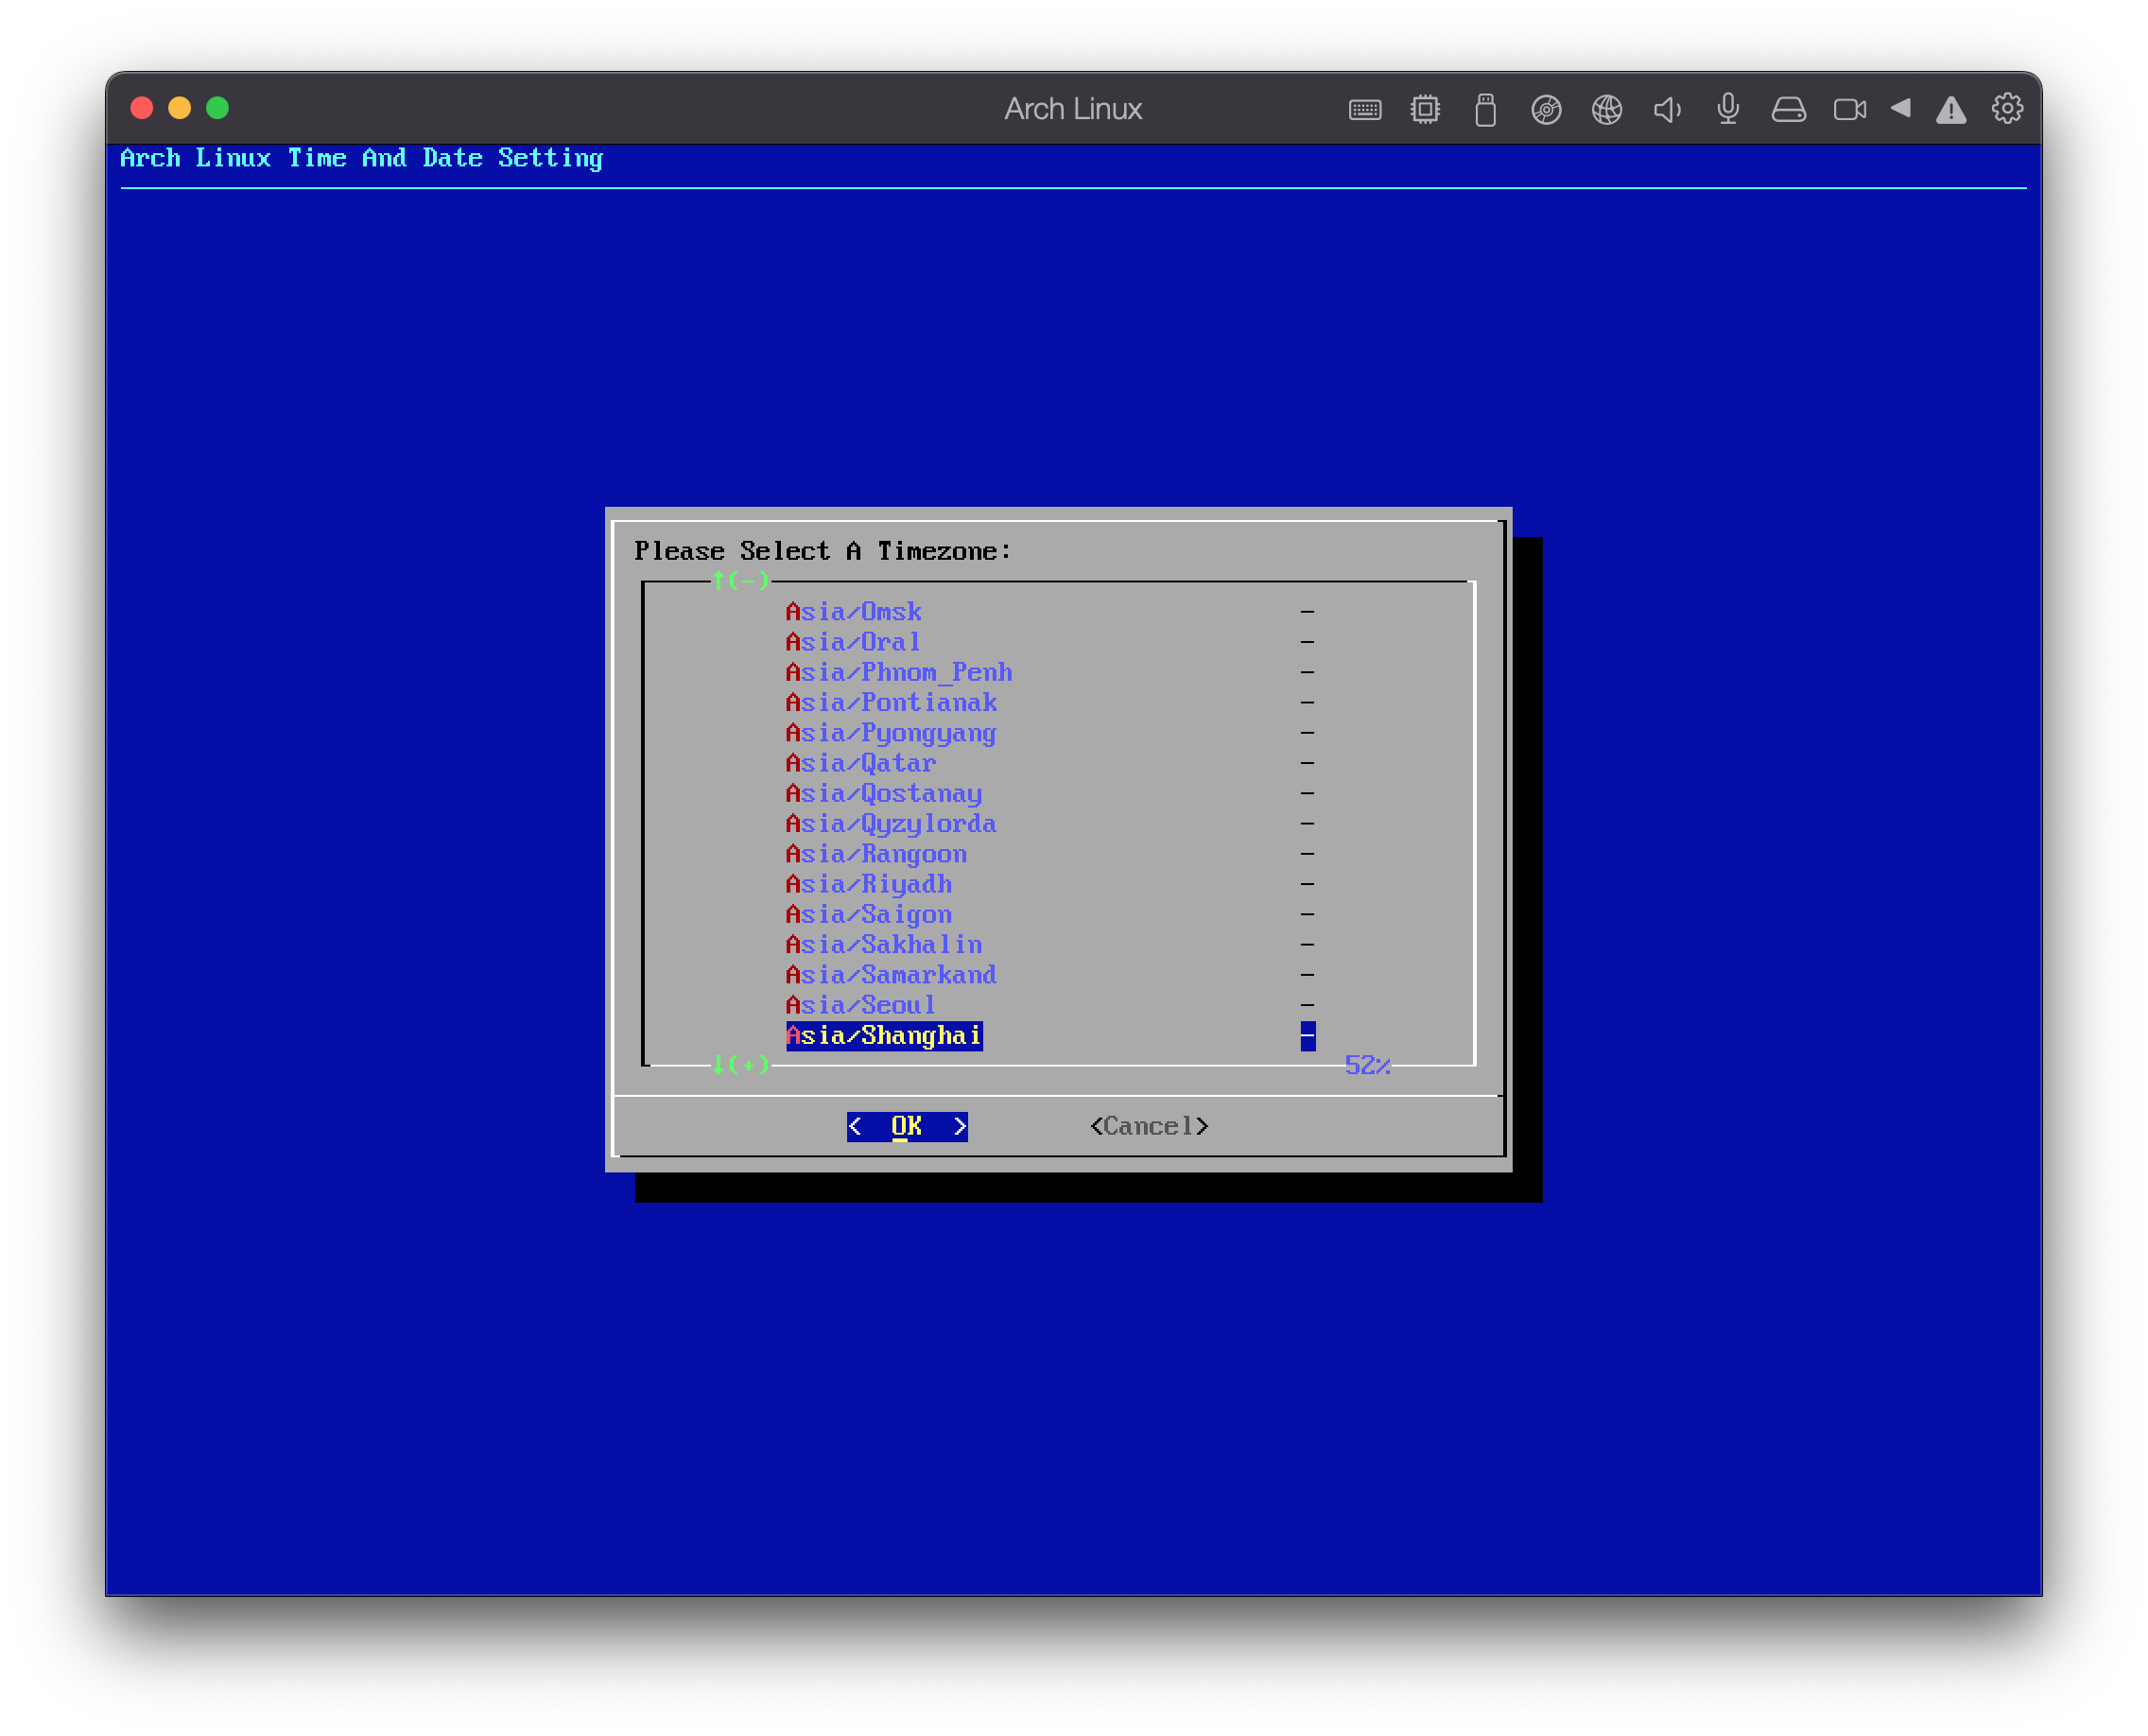 Arch Linux
Arch Linux Time And Date Setting
Please Select A Timezone:
↑(-)
Asia/Omsk -
Asia/Oral -
Asia/Phnom_Penh -
Asia/Pontianak -
Asia/Pyongyang -
Asia/Qatar -
Asia/Qostanay -
Asia/Qyzylorda -
Asia/Rangoon -
Asia/Riyadh -
Asia/Saigon -
Asia/Sakhalin -
Asia/Samarkand -
Asia/Seoul -
Asia/Shanghai -
↓(+) 52%
< OK > <Cancel>